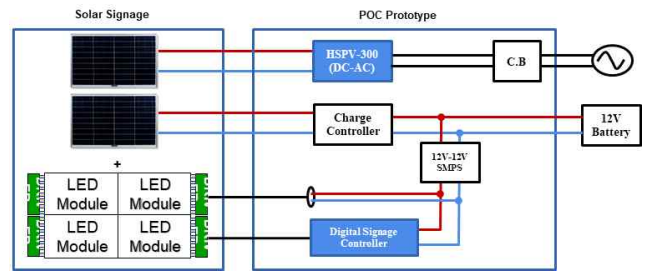 Solar Signage
POC Prototype
HSPV-300
(DC-AC)
C.B
Charge
Controller
12V
Battery
+
12V-12V
SMPS
LED
Module
LED
Module
LED
Module
LED
Module
Digital Signage
Controller